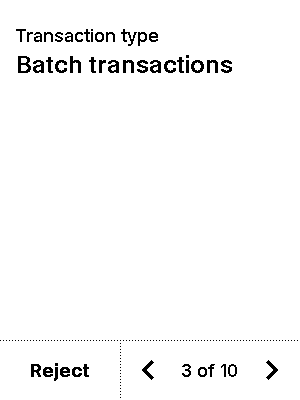 Transaction type
Batch transactions
Reject
3 of 10